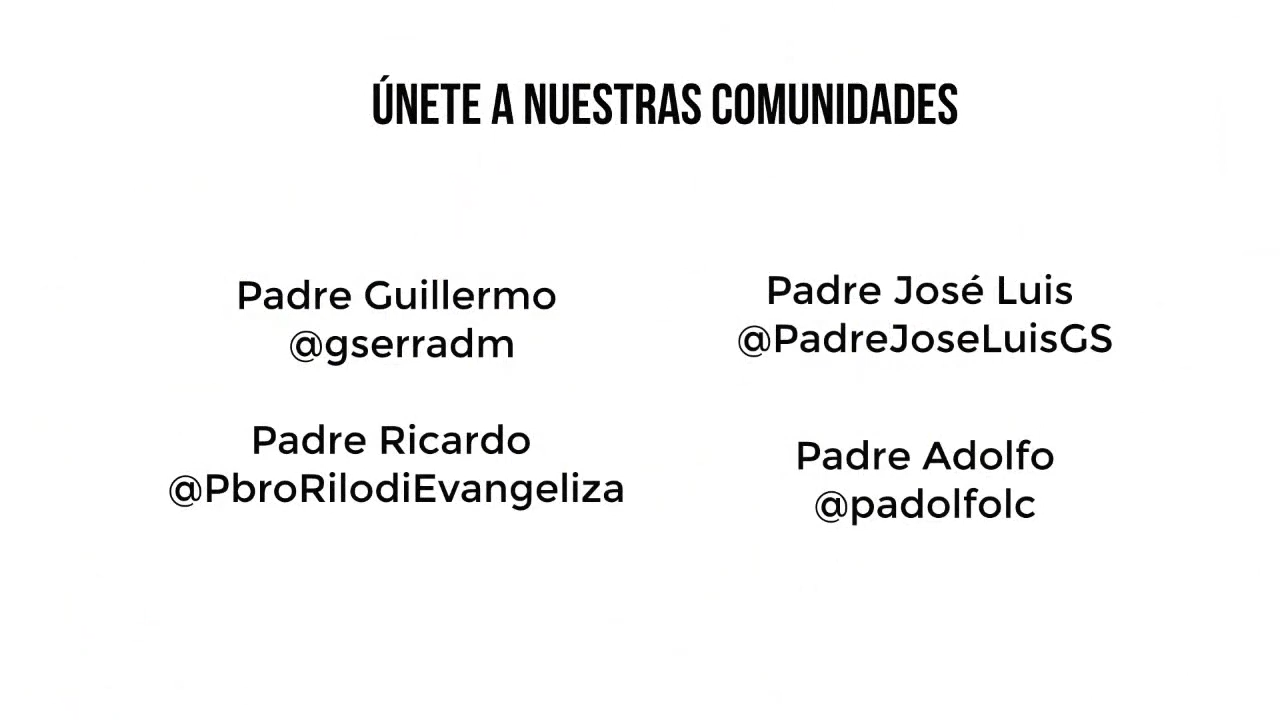 ÚNETE A NUESTRAS COMUNIDADES
Padre Guillermo
@gserradm
Padre José Luis
@PadreJoseLuisGS
Padre Ricardo
@PbroRilodiEvangeliza
Padre Adolfo
@padolfolc